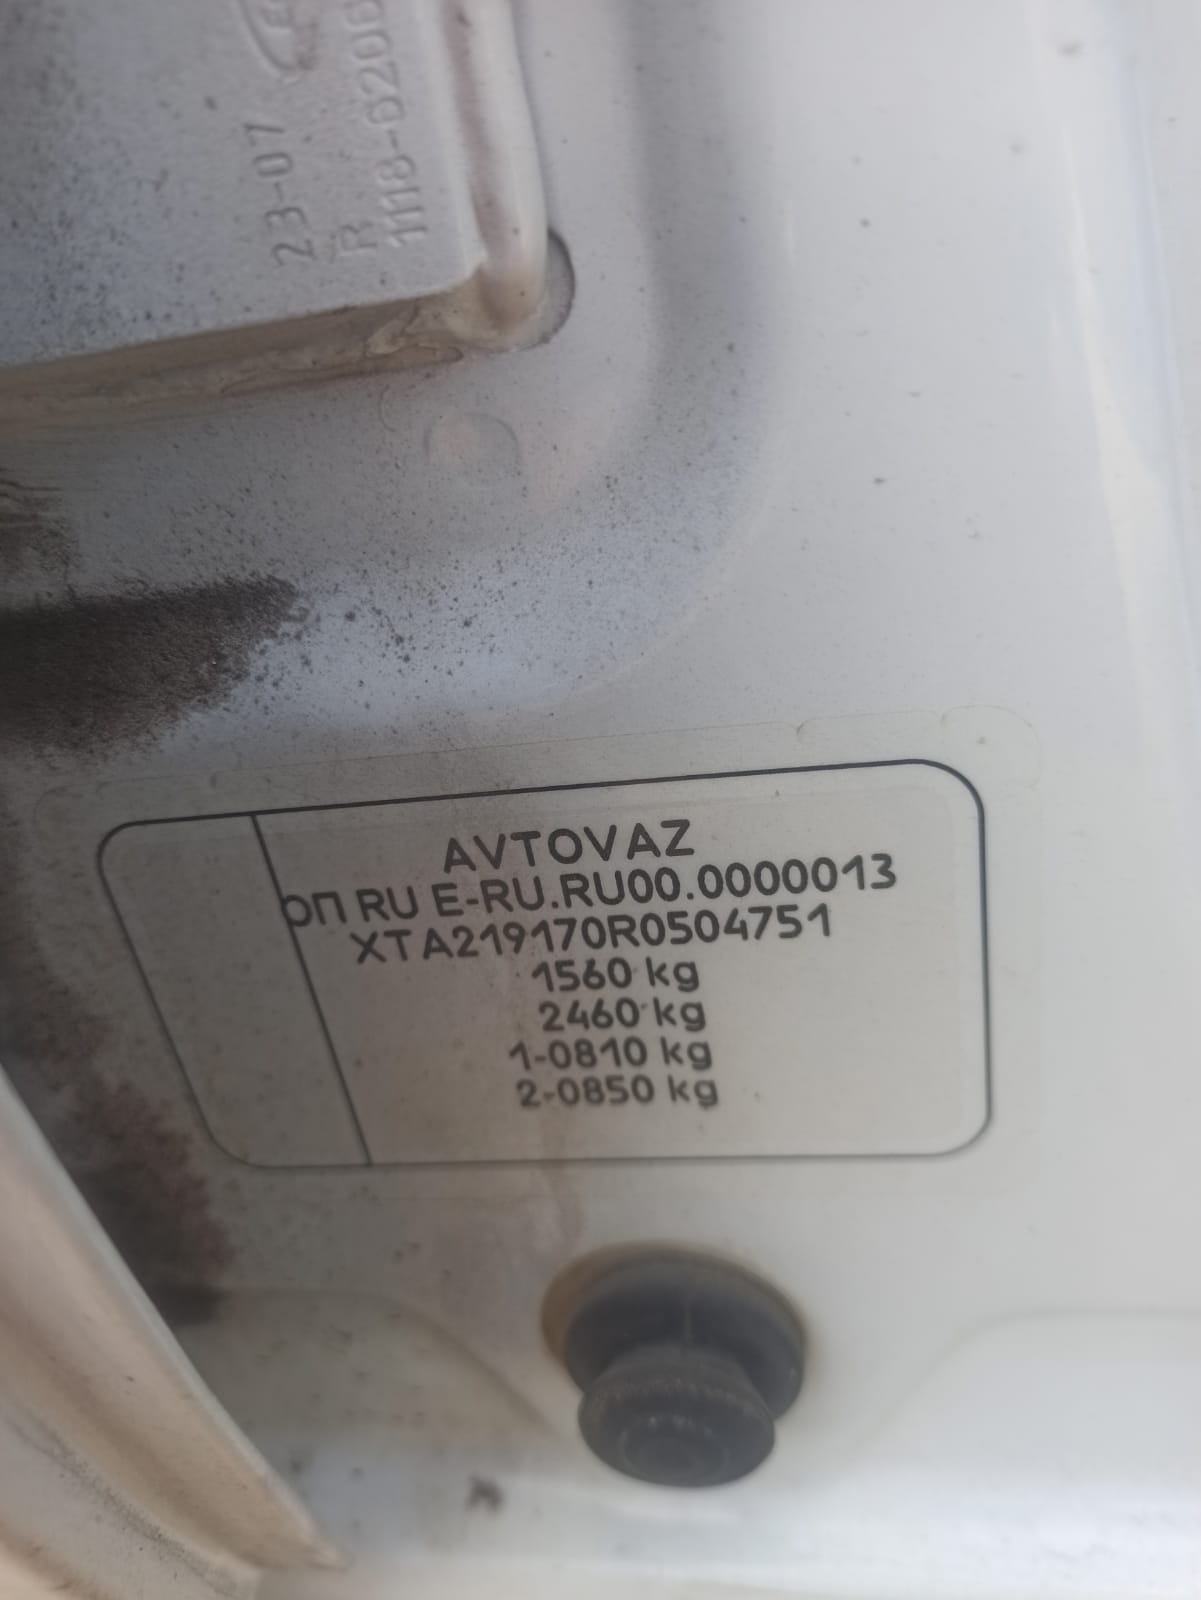 23-07
R
1118-6206
AVTOVAZ
ОП RU E-RU.RU00.0000013
XTA219170R0504751
1560 kg
2460 kg
1-0810 kg
2-0850 kg